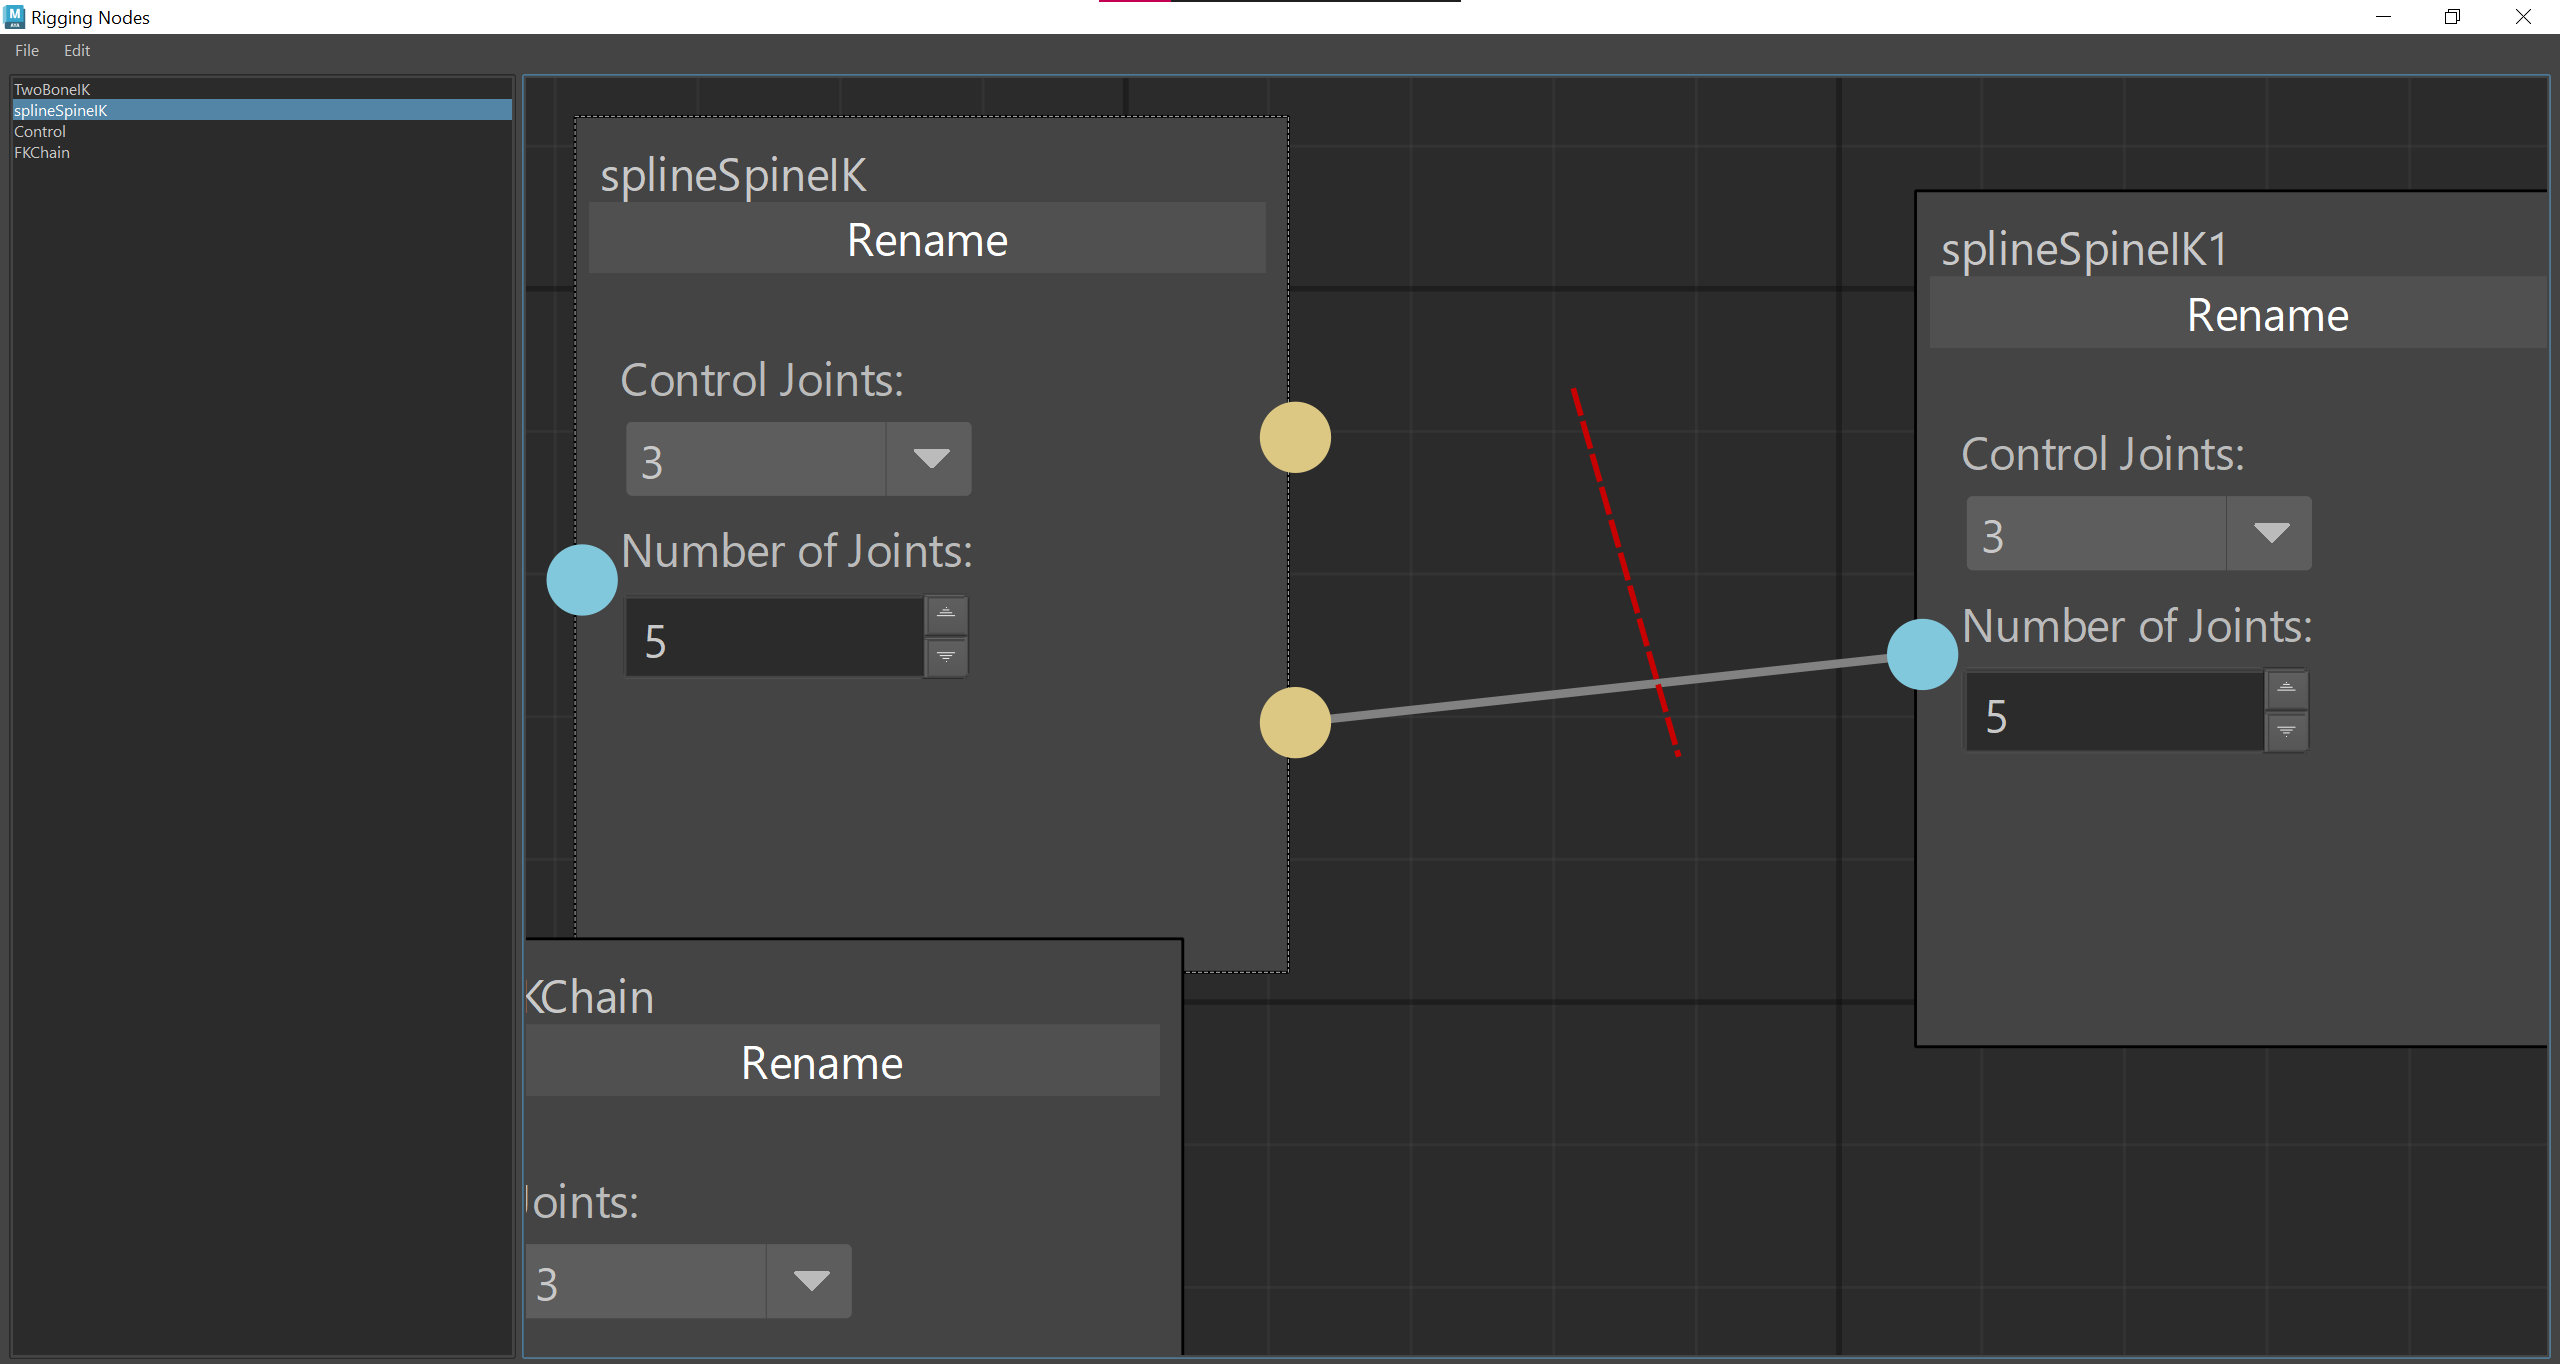 Rigging Nodes
File Edit
TwoBoneIK
splineSpineIK
Control
FKChain
splineSpineIK
Rename
Control Joints:
3
Number of Joints:
5
splineSpineIK1
Rename
Control Joints:
3
Number of Joints:
5
KChain
Rename
Joints:
3